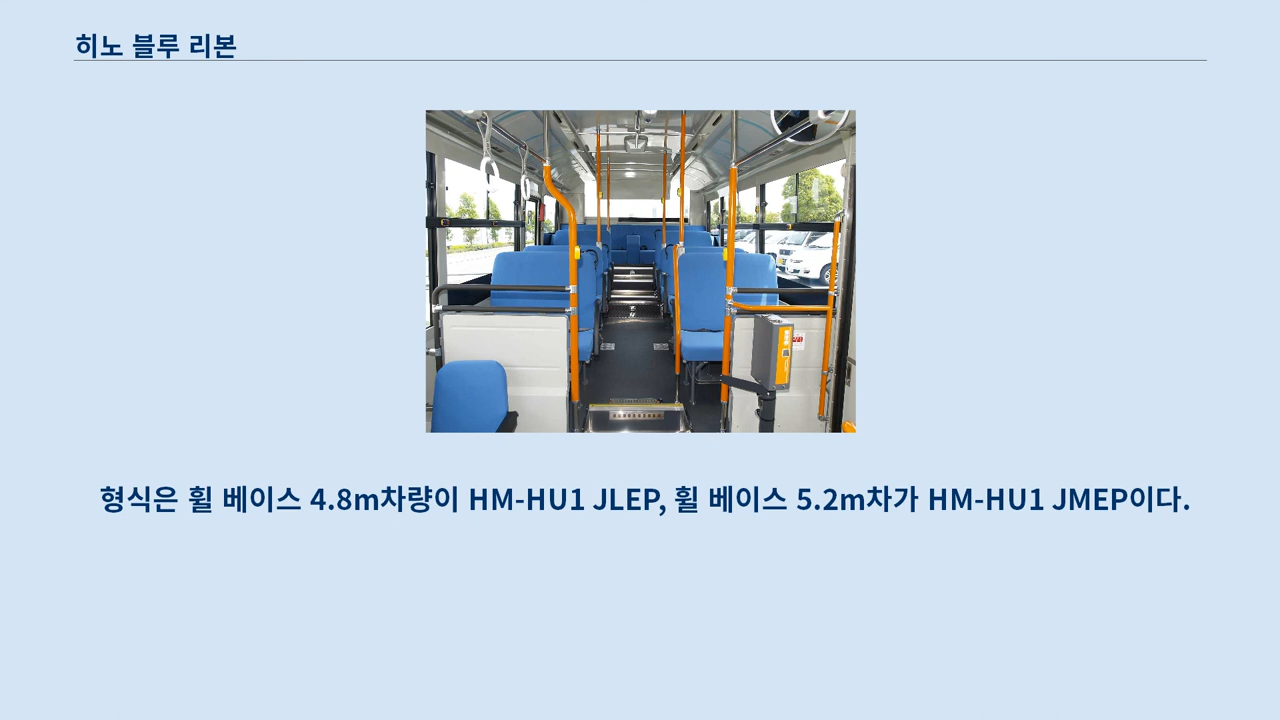 히노 블루 리본
형식은 휠 베이스 4.8m차량이 HM-HU1 JLEP, 휠 베이스 5.2m차가 HM-HU1 JMEP이다.